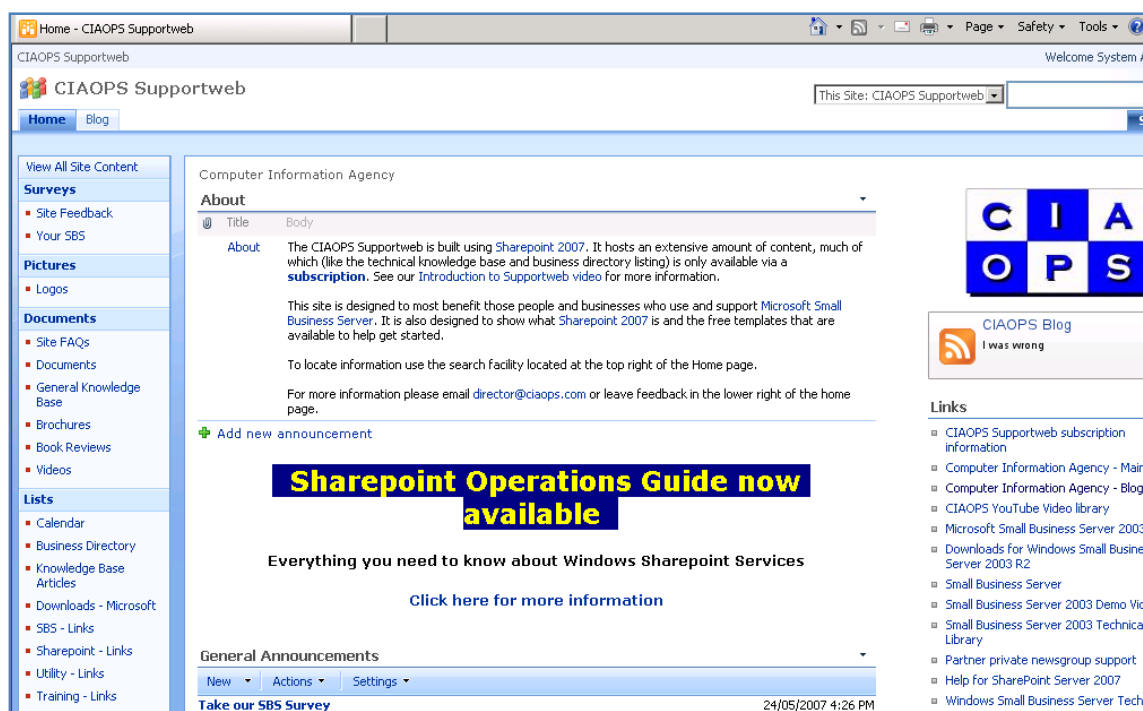 Home - CIAOPS Supportweb
Page
Safety
Tools
CIAOPS Supportweb
Welcome System
CIAOPS Supportweb
This Site: CIAOPS Supportweb
Home
Blog
View All Site Content
Surveys
Site Feedback
Your SBS
Pictures
Logos
Documents
Site FAQs
Documents
General Knowledge
Base
Brochures
Book Reviews
Videos
Lists
Calendar
Business Directory
Knowledge Base
Articles
Downloads - Microsoft
SBS - Links
Sharepoint - Links
Utility - Links
Training - Links
Computer Information Agency
About
Title Body
About
The CIAOPS Supportweb is built using Sharepoint 2007. It hosts an extensive amount of content, much of
which (like the technical knowledge base and business directory listing) is only available via a
subscription. See our Introduction to Supportweb video for more information.
This site is designed to most benefit those people and businesses who use and support Microsoft Small
Business Server. It is also designed to show what Sharepoint 2007 is and the free templates that are
available to help get started.
To locate information use the search facility located at the top right of the Home page.
For more information please email director@ciaops.com or leave feedback in the lower right of the home
page.
Add new announcement
Sharepoint Operations Guide now
available
Everything you need to know about Windows Sharepoint Services
Click here for more information
General Announcements
New Actions Settings
Take our SBS Survey 24/05/2007 4:26 PM
C I A
O P S
CIAOPS Blog
I was wrong
Links
CIAOPS Supportweb subscription
information
Computer Information Agency - Main
Computer Information Agency - Blog
CIAOPS YouTube Video library
Microsoft Small Business Server 2003
Downloads for Windows Small
Server 2003 R2
Small Business Server
Small Business Server 2003 Demo
Small Business Server 2003
Library
Partner private newsgroup support
Help for SharePoint Server 2007
Windows Small Business Server